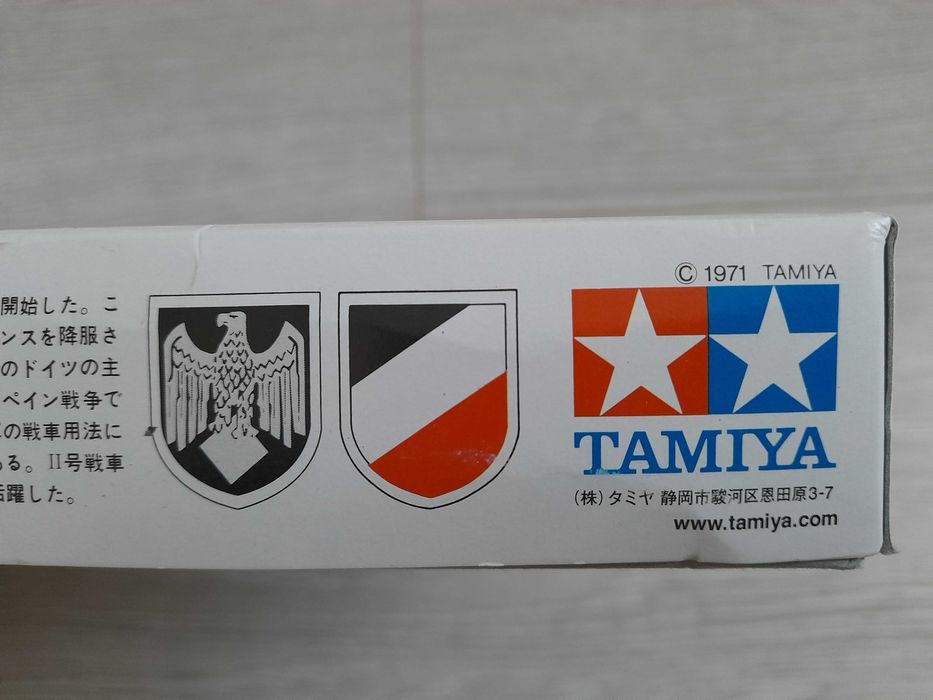 開始した。こ
ンスを降服さ
のドイツの主
ペイン戦争で
の戦車用法に
る。II号戦車
活躍した。
© 1971 TAMIYA
TAMIYA
(株)タミヤ 静岡市駿河区恩田原3-7
www.tamiya.com